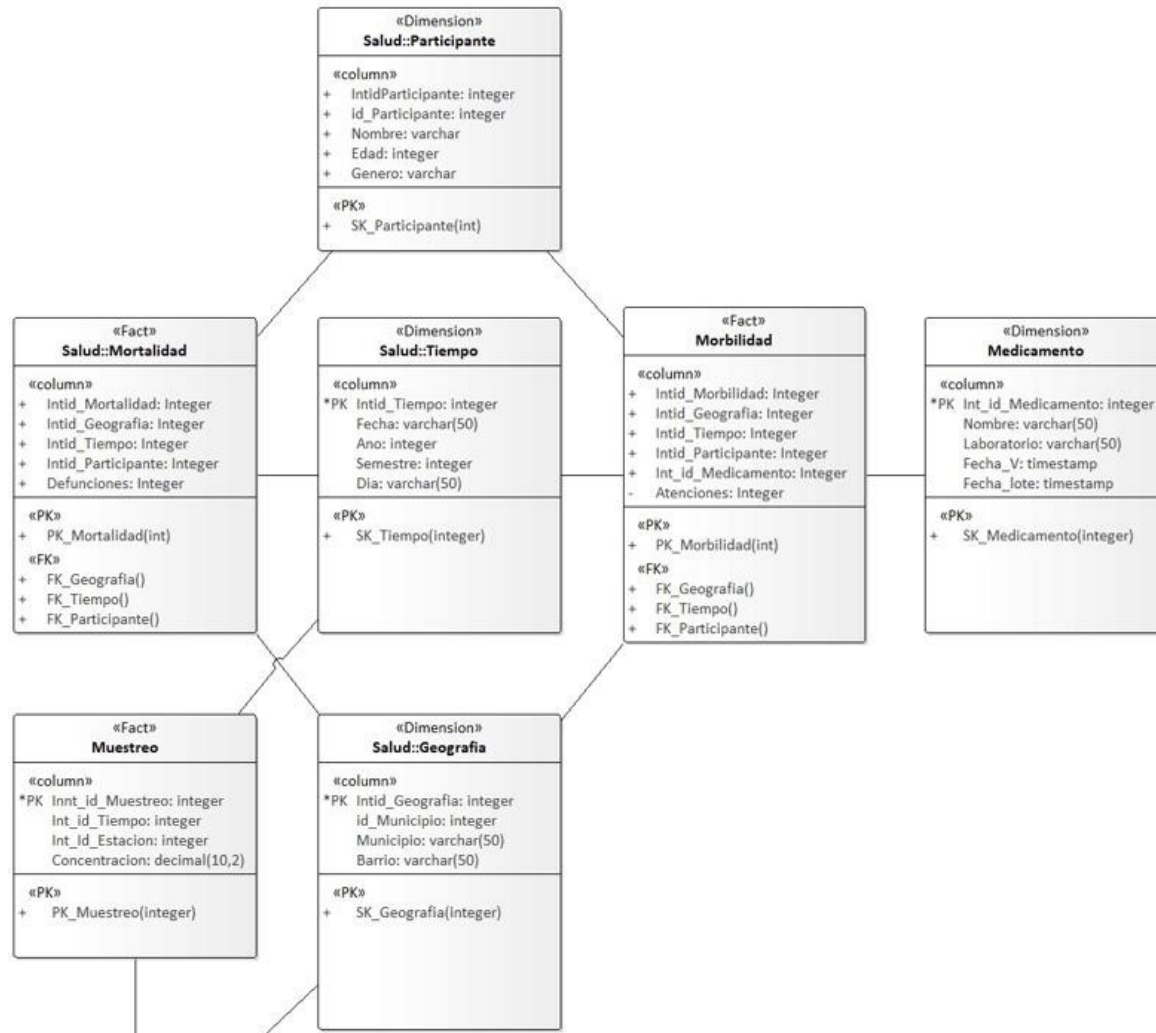 «Dimension»
Salud::Participante
«column»
+ IntidParticipante: integer
+ id_Participante: integer
+ Nombre: varchar
+ Edad: integer
+ Genero: varchar
«PK»
+ SK_Participante(int)
«Fact»
Salud::Mortalidad
«column»
+ Intid_Mortalidad: Integer
+ Intid_Geografia: Integer
+ Intid_Tiempo: Integer
+ Intid_Participante: Integer
+ Defunciones: Integer
«PK»
+ PK_Mortalidad(int)
«FK»
+ FK_Geografia()
+ FK_Tiempo()
+ FK_Participante()
«Dimension»
Salud::Tiempo
«column»
*PK Intid_Tiempo: integer
Fecha: varchar(50)
Ano: integer
Semestre: integer
Dia: varchar(50)
«PK»
+ SK_Tiempo(integer)
«Fact»
Morbilidad
«column»
+ Intid_Morbilidad: Integer
+ Intid_Geografia: Integer
+ Intid_Tiempo: Integer
+ Intid_Participante: Integer
+ Int_id_Medicamento: Integer
- Atenciones: Integer
«PK»
+ PK_Morbilidad(int)
«FK»
+ FK_Geografia()
+ FK_Tiempo()
+ FK_Participante()
«Dimension»
Medicamento
«column»
*PK Int_id_Medicamento: integer
Nombre: varchar(50)
Laboratorio: varchar(50)
Fecha_V: timestamp
Fecha_lote: timestamp
«PK»
+ SK_Medicamento(integer)
«Fact»
Muestreo
«column»
*PK Innt_id_Muestreo: integer
Int_id_Tiempo: integer
Int_Id_Estacion: integer
Concentracion: decimal(10,2)
«PK»
+ PK_Muestreo(integer)
«Dimension»
Salud::Geografia
«column»
*PK Intid_Geografia: integer
id_Municipio: integer
Municipio: varchar(50)
Barrio: varchar(50)
«PK»
+ SK_Geografia(integer)